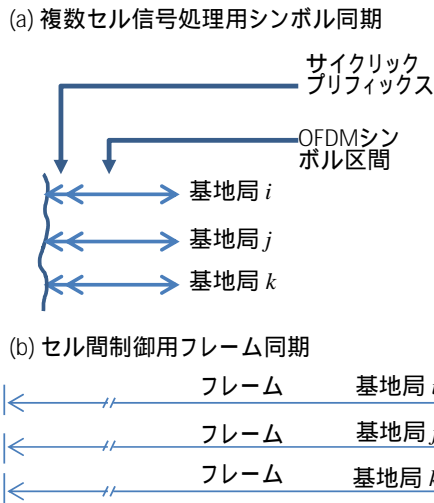 (a) 複数セル信号処理用シンボル同期
サイクリック
プリフィックス
OFDMシン
ボル区間
基地局 i
基地局 j
基地局 k
(b) セル間制御用フレーム同期
フレーム 基地局 i
フレーム 基地局 j
フレーム 基地局 k